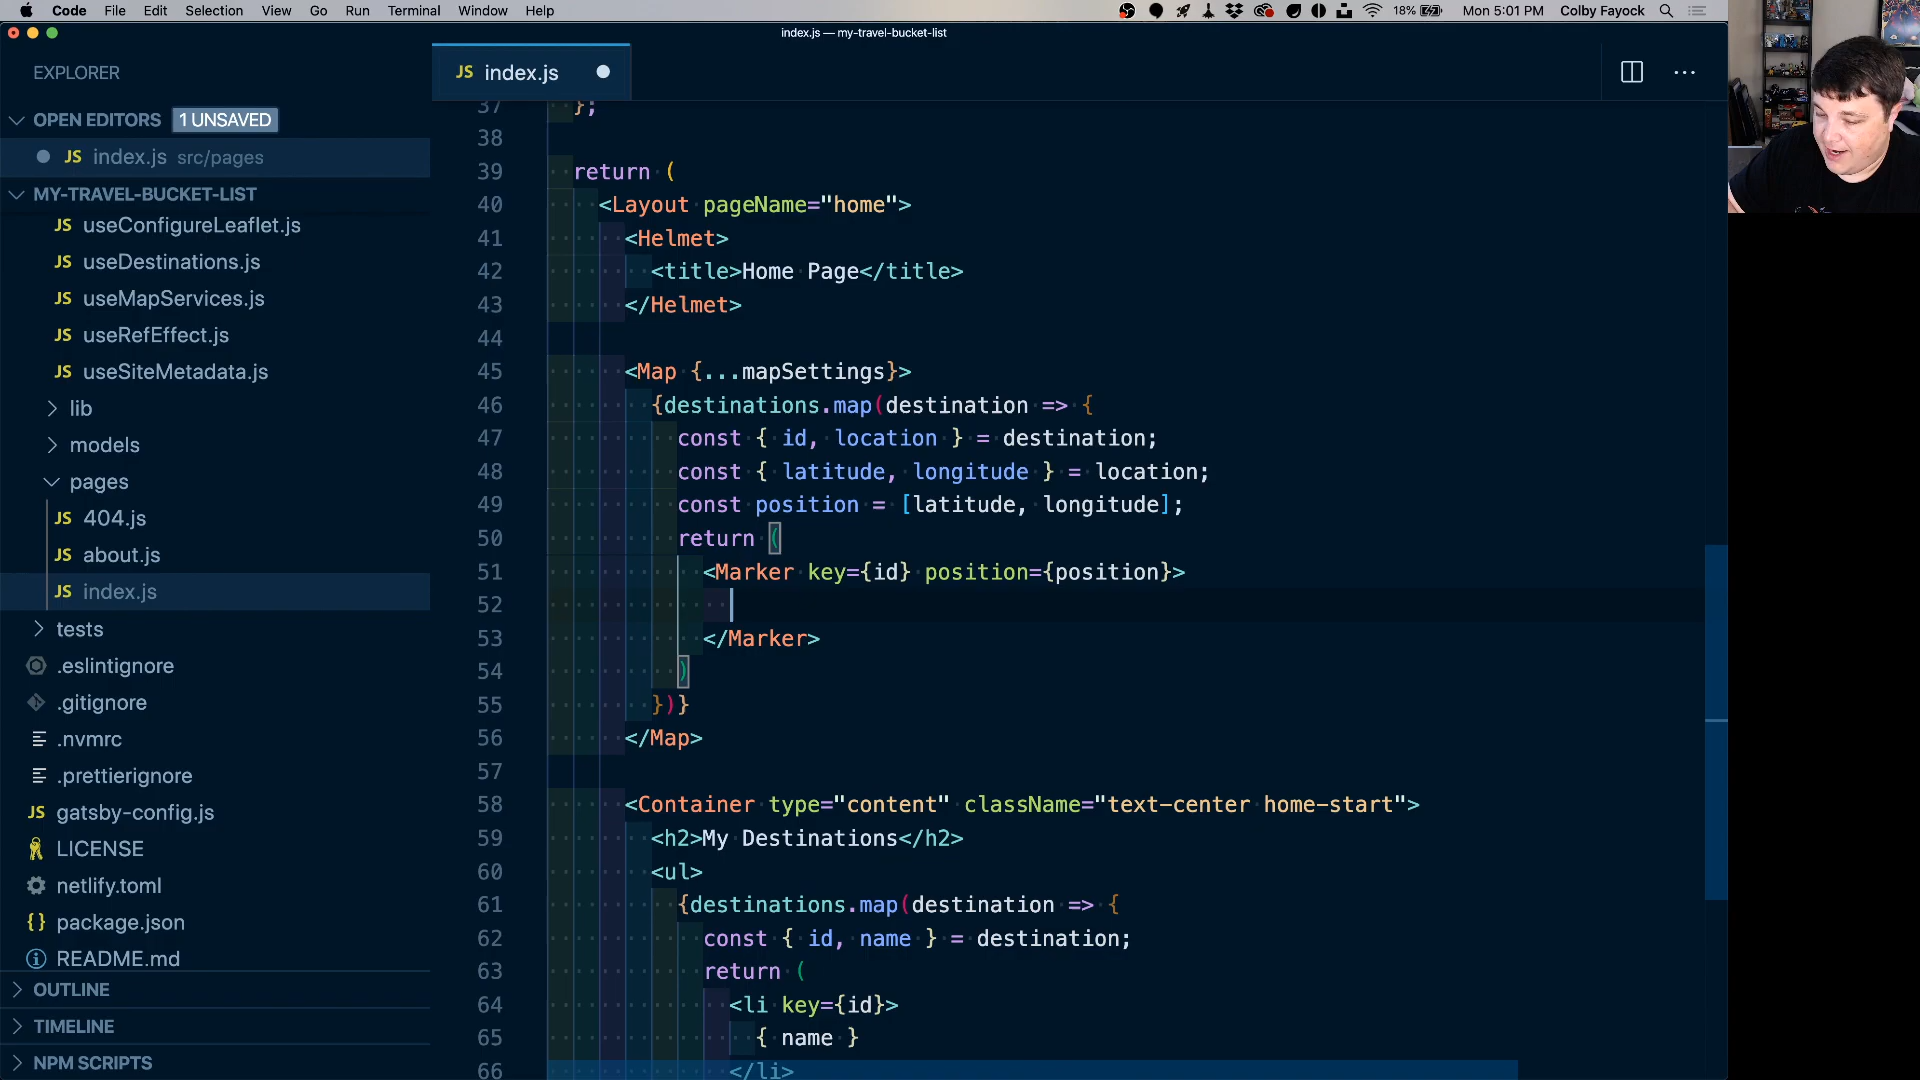 Code File Edit Selection View Go Run Terminal Window Help 18% Mon 5:01 PM Colby Fayock
index.js — my-travel-bucket-list
EXPLORER
OPEN EDITORS 1 UNSAVED
JS index.js src/pages
MY-TRAVEL-BUCKET-LIST
JS useConfigureLeaflet.js
JS useDestinations.js
JS useMapServices.js
JS useRefEffect.js
JS useSiteMetadata.js
lib
models
pages
JS 404.js
JS about.js
JS index.js
tests
.eslintignore
.gitignore
.nvmrc
.prettierignore
JS gatsby-config.js
LICENSE
netlify.toml
{} package.json
README.md
OUTLINE
TIMELINE
NPM SCRIPTS
JS index.js
37 };
38
39 return (
40 <Layout pageName="home">
41 <Helmet>
42 <title>Home Page</title>
43 </Helmet>
44
45 <Map {...mapSettings}>
46 {destinations.map(destination => {
47 const { id, location } = destination;
48 const { latitude, longitude } = location;
49 const position = [latitude, longitude];
50 return (
51 <Marker key={id} position={position}>
52
53 </Marker>
54 )
55 })}
56 </Map>
57
58 <Container type="content" className="text-center home-start">
59 <h2>My Destinations</h2>
60 <ul>
61 {destinations.map(destination => {
62 const { id, name } = destination;
63 return (
64 <li key={id}>
65 { name }
66 </li>